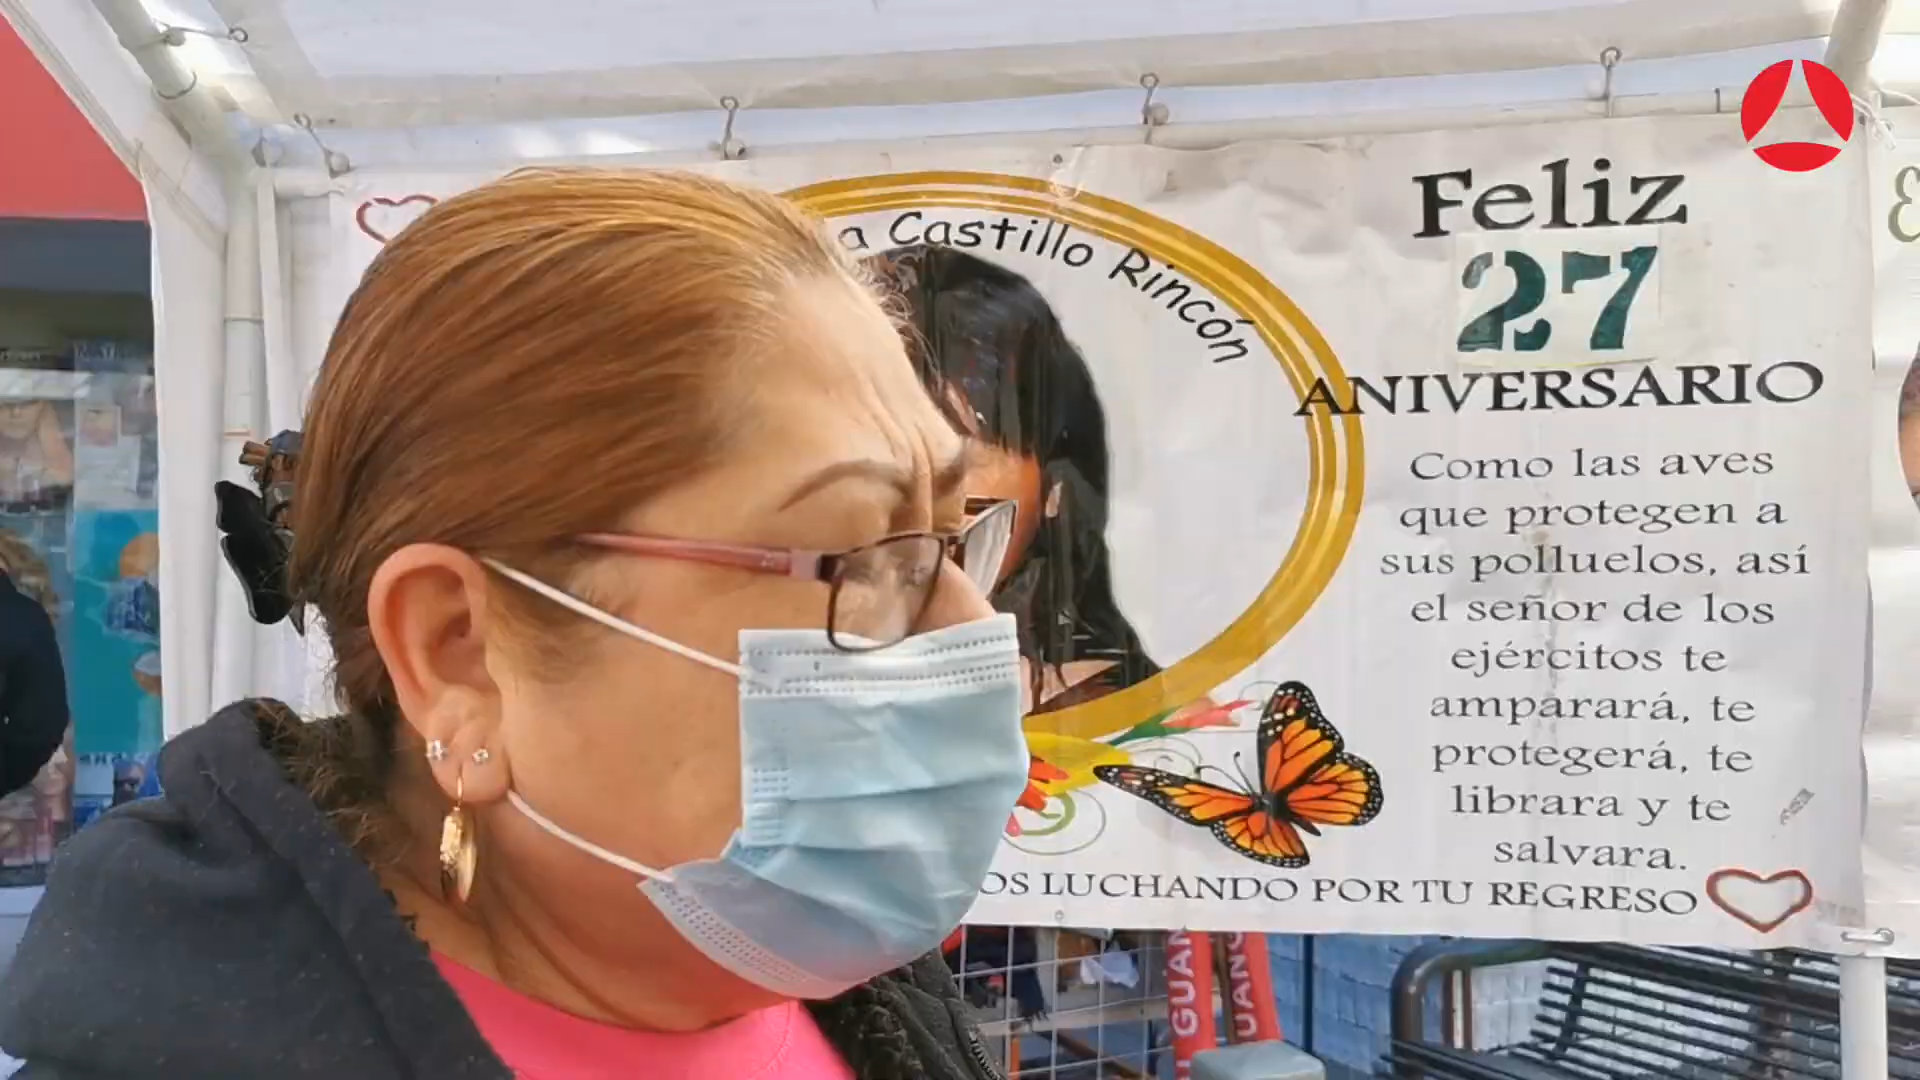 a Castillo Rincón
Feliz
27
ANIVERSARIO
Como las aves
que protegen a
sus polluelos, así
el señor de los
ejércitos te
amparará, te
protegerá, te
librara y te
salvara.
OS LUCHANDO POR TU REGRESO